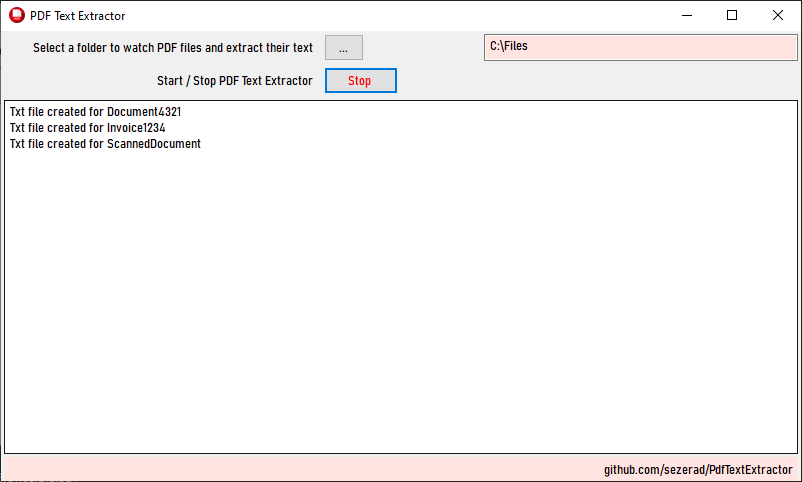 PDF Text Extractor
Select a folder to watch PDF files and extract their text
...
C:\Files
Start / Stop PDF Text Extractor
Stop
Txt file created for Document4321
Txt file created for Invoice1234
Txt file created for ScannedDocument
github.com/sezerad/PdfTextExtractor